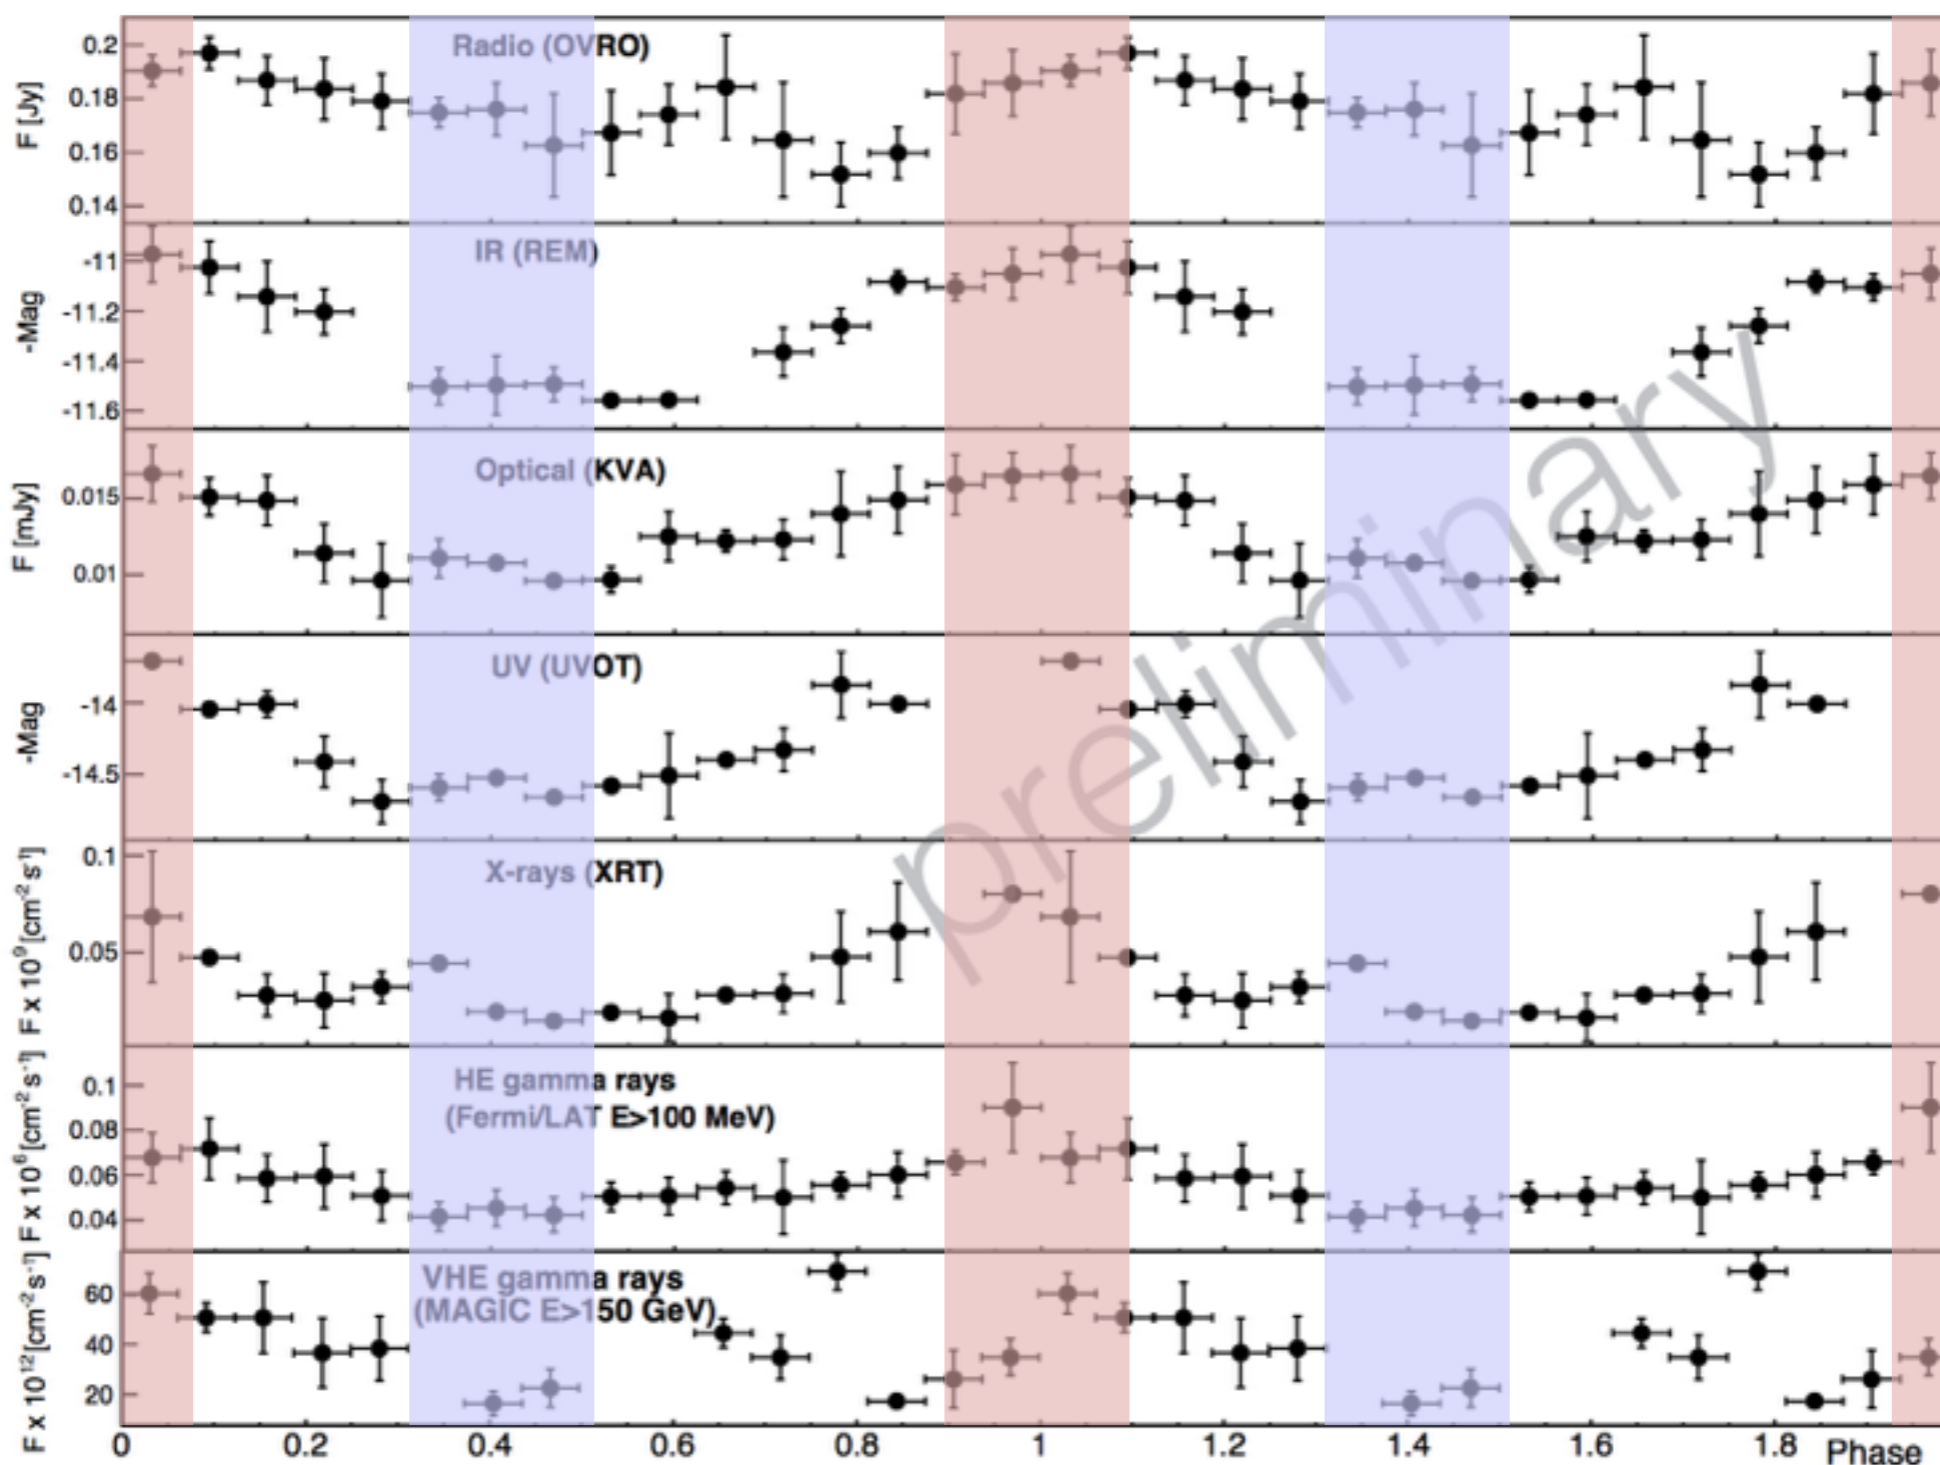 Radio (OVRO)
F [Jy]
0.2
0.18
0.16
0.14
IR (REM)
-Mag
-11
-11.2
-11.4
-11.6
Optical (KVA)
F [mJy]
0.015
0.01
UV (UVOT)
-Mag
-14
-14.5
X-rays (XRT)
F x 10⁹ [cm⁻² s⁻¹]
0.1
0.05
HE gamma rays
(Fermi/LAT E>100 MeV)
F x 10⁶ [cm⁻² s⁻¹]
0.1
0.08
0.06
0.04
VHE gamma rays
(MAGIC E>150 GeV)
F x 10¹² [cm⁻² s⁻¹]
60
40
20
0 0.2 0.4 0.6 0.8 1 1.2 1.4 1.6 1.8 Phase
preliminary